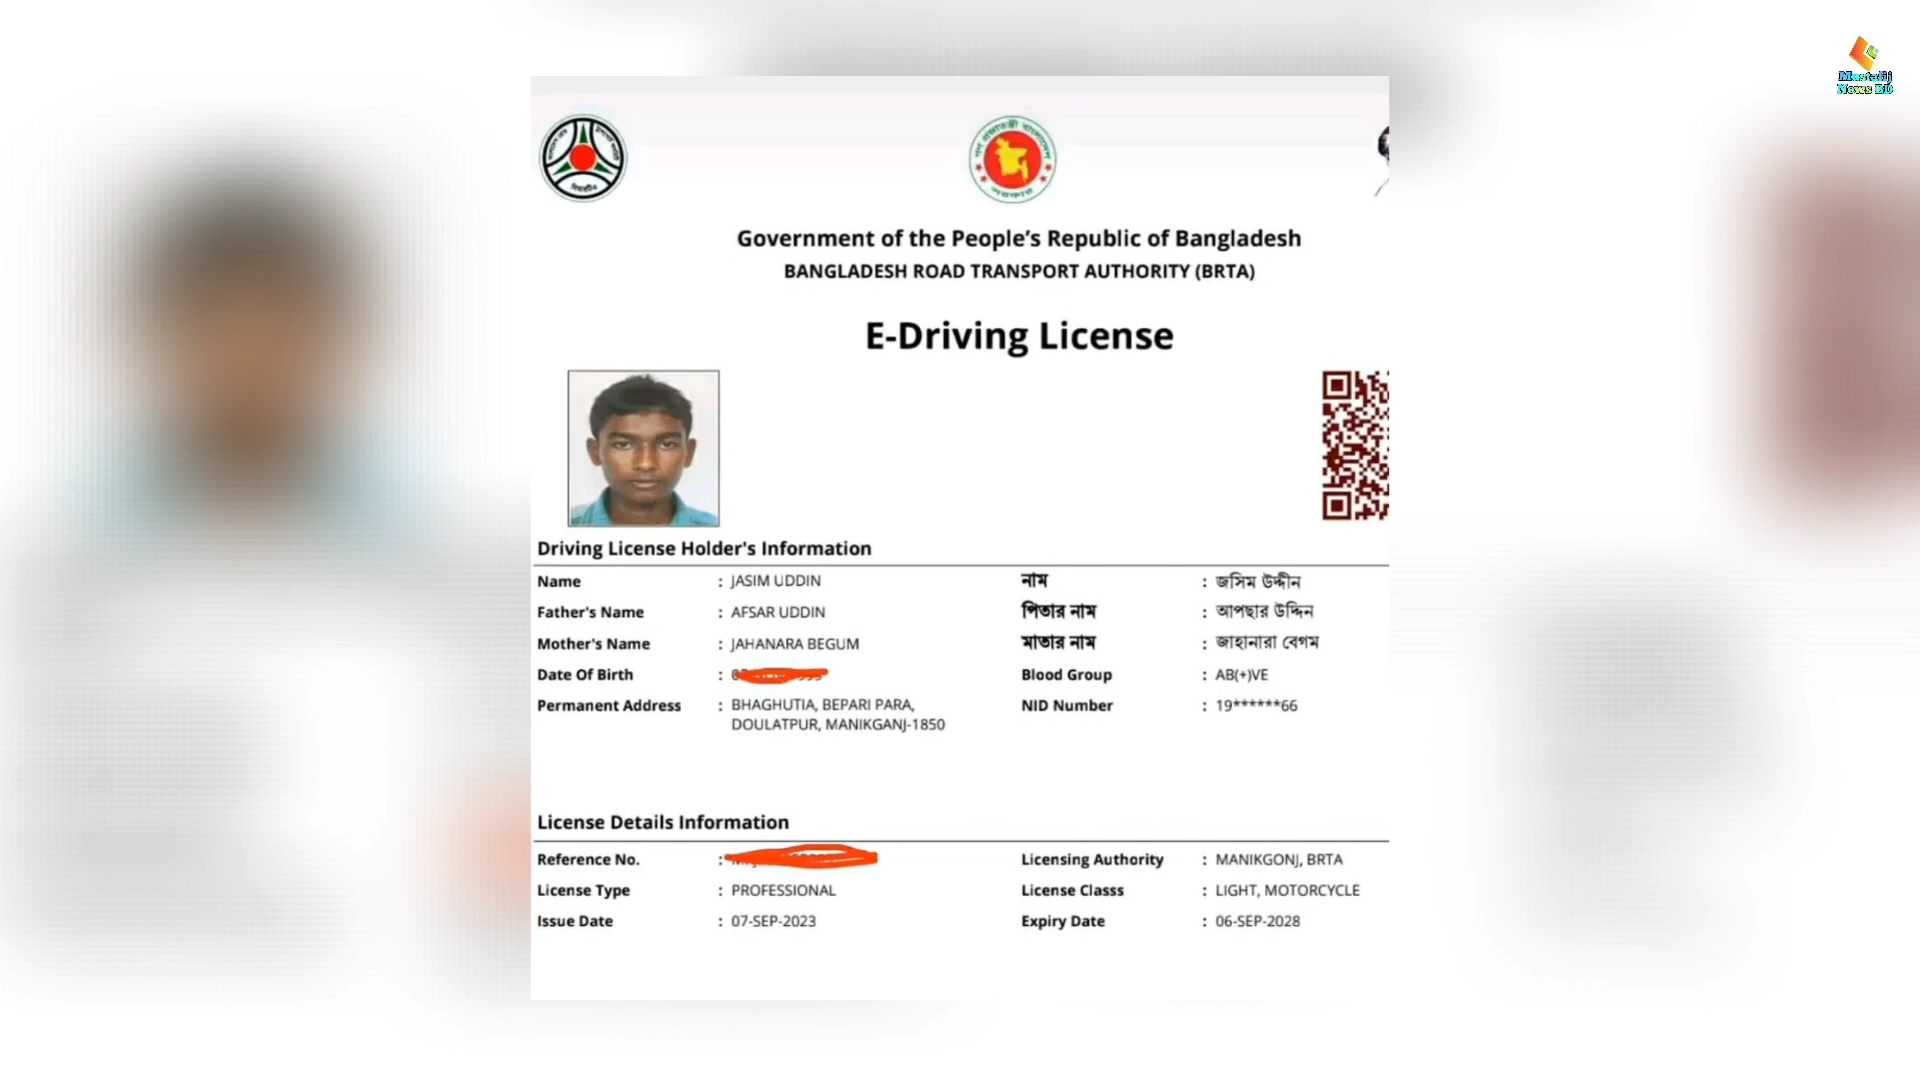 Mustafij
News BD
Government of the People's Republic of Bangladesh
BANGLADESH ROAD TRANSPORT AUTHORITY (BRTA)
E-Driving License
Driving License Holder's Information
Name : JASIM UDDIN নাম : জসিম উদ্দীন
Father's Name : AFSAR UDDIN পিতার নাম : আপছার উদ্দিন
Mother's Name : JAHANARA BEGUM মাতার নাম : জাহানারা বেগম
Date Of Birth : Blood Group : AB(+)VE
Permanent Address : BHAGHUTIA, BEPARI PARA, NID Number : 19******66
DOULATPUR, MANIKGANJ-1850
License Details Information
Reference No. : Licensing Authority : MANIKGONJ, BRTA
License Type : PROFESSIONAL License Classs : LIGHT, MOTORCYCLE
Issue Date : 07-SEP-2023 Expiry Date : 06-SEP-2028